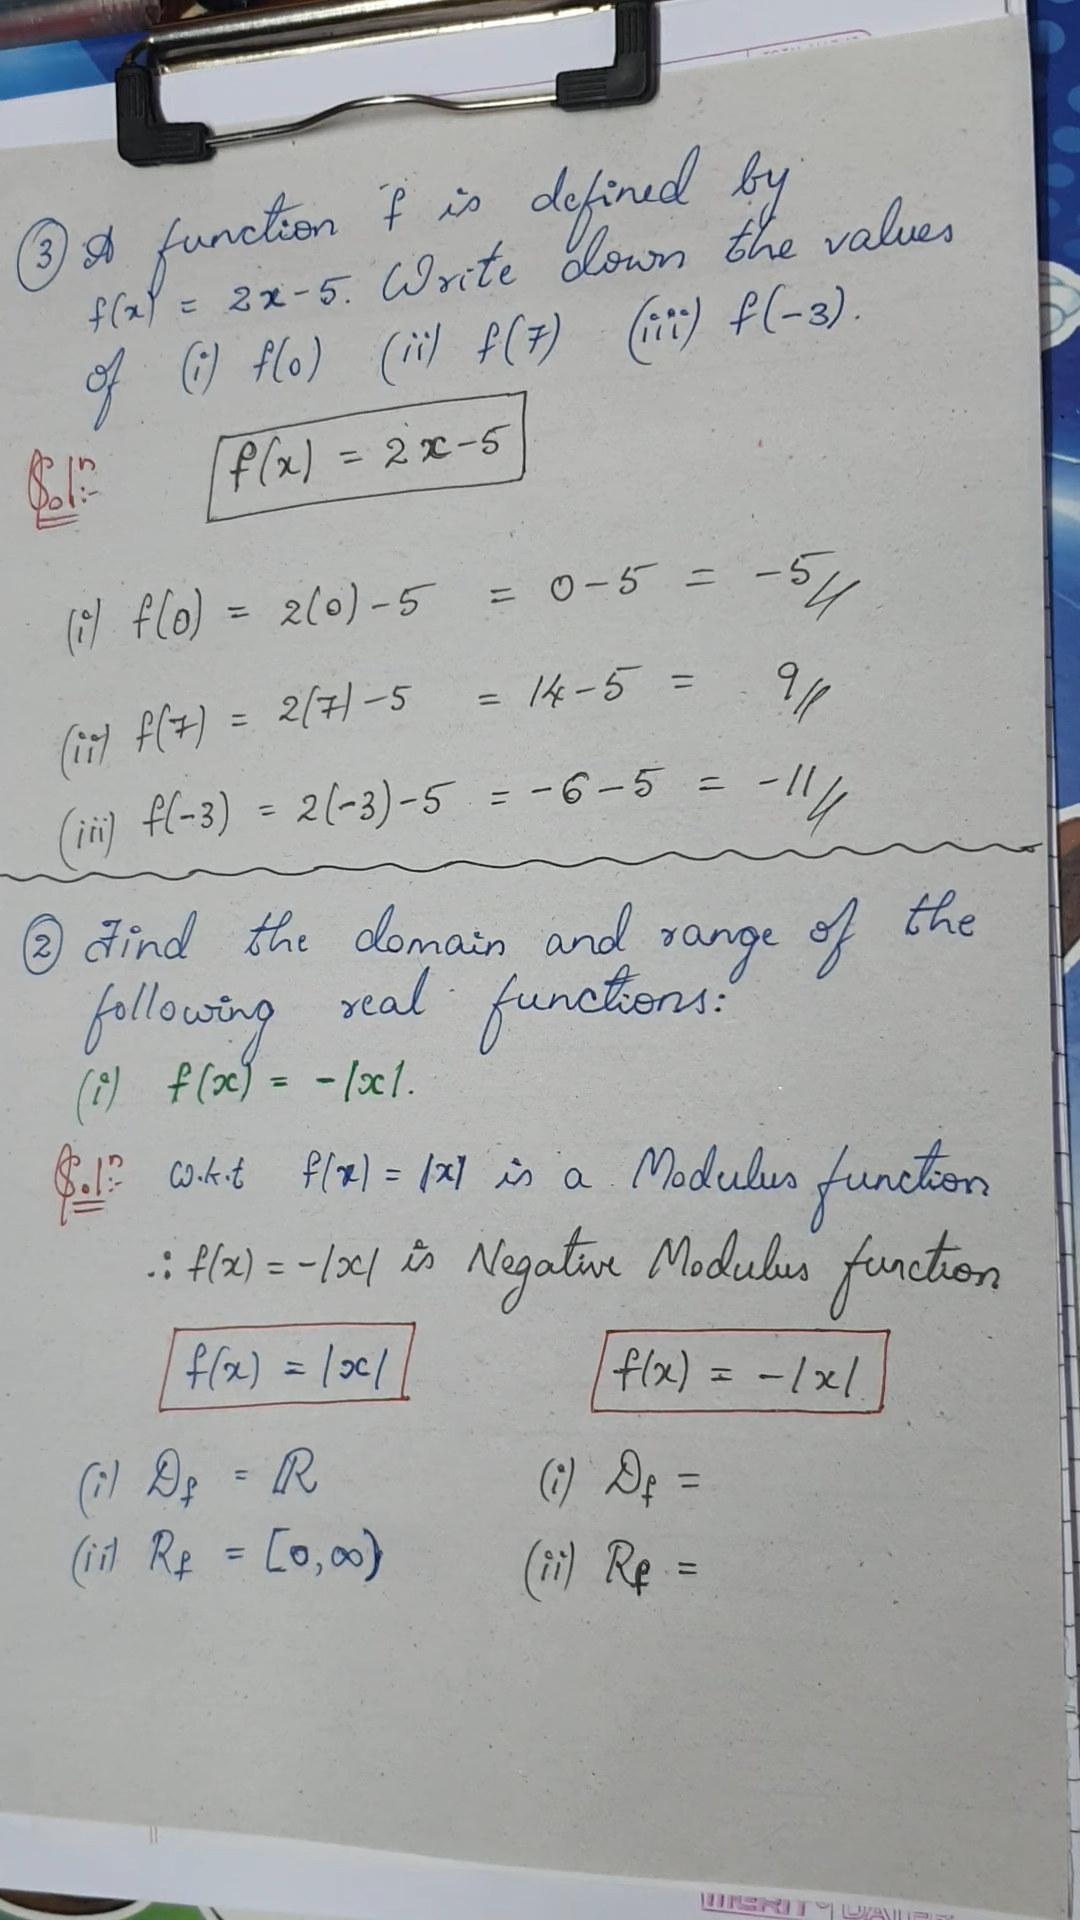 ③ A function f is defined by
f(x) = 2x-5. Write down the values
of (i) f(0) (ii) f(7) (iii) f(-3).
Solⁿ:-
f(x) = 2x-5
(i) f(0) = 2(0)-5 = 0-5 = -5//
(ii) f(7) = 2(7)-5 = 14-5 = 9//
(iii) f(-3) = 2(-3)-5 = -6-5 = -11//
② Find the domain and range of the
following real functions:
(i) f(x) = -|x|.
Solⁿ:- w.k.t f(x) = |x| is a Modulus function
∴ f(x) = -|x| is Negative Modulus function
f(x) = |x| f(x) = -|x|
(i) Df = ℝ (i) Df =
(ii) Rf = [0,∞) (ii) Rf =